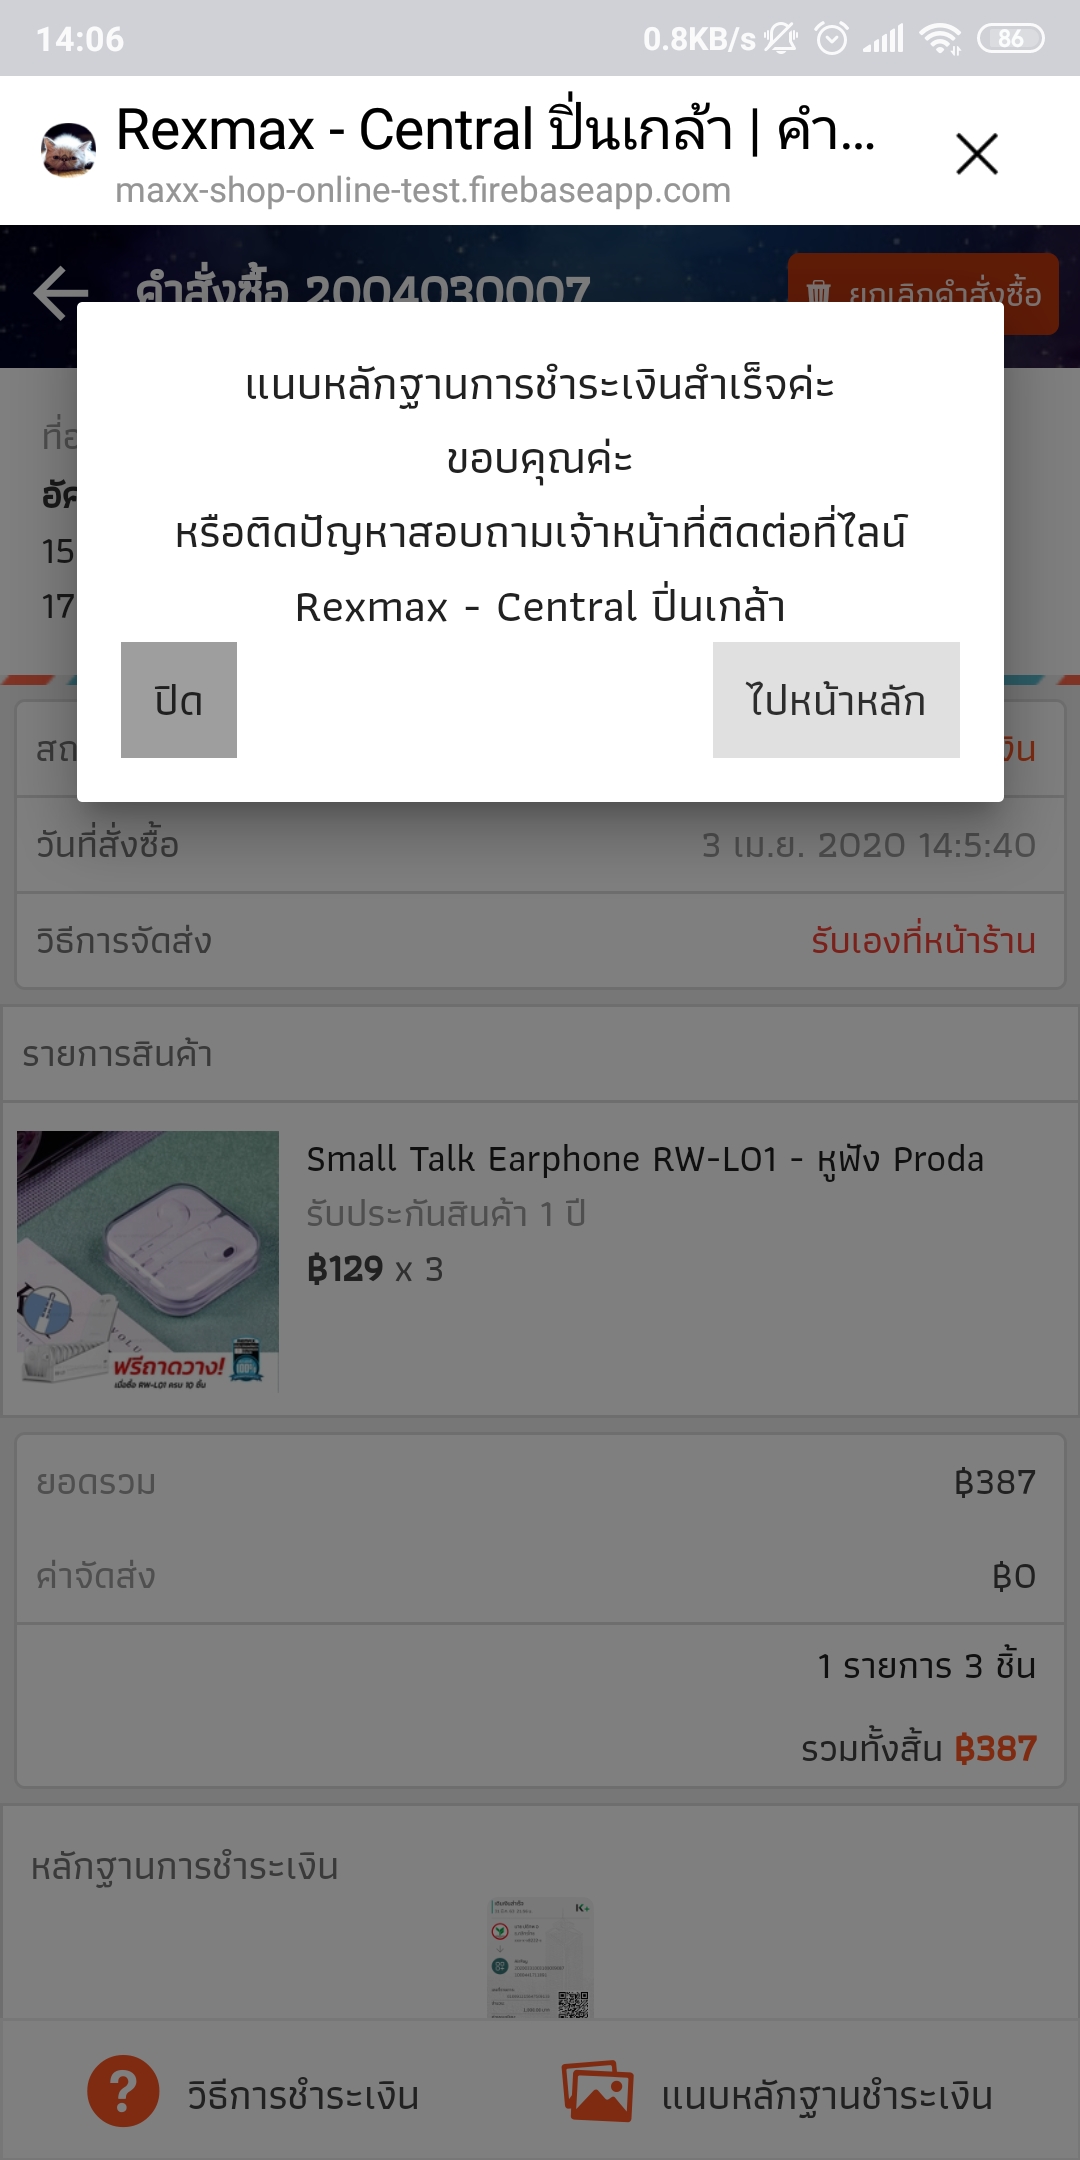 14:06
0.8KB/s
86
Rexmax - Central ปิ่นเกล้า | คำ...
maxx-shop-online-test.firebaseapp.com
คำสั่งซื้อ 2004030007
ยกเลิกคำสั่งซื้อ
แนบหลักฐานการชำระเงินสำเร็จค่ะ
ขอบคุณค่ะ
หรือติดปัญหาสอบถามเจ้าหน้าที่ติดต่อที่ไลน์
Rexmax - Central ปิ่นเกล้า
15
17
ปิด
ไปหน้าหลัก
วันที่สั่งซื้อ
3 เม.ย. 2020 14:5:40
วิธีการจัดส่ง
รับเองที่หน้าร้าน
รายการสินค้า
Small Talk Earphone RW-L01 - หูฟัง Proda
รับประกันสินค้า 1 ปี
฿129 x 3
ฟรีถาดวาง!
เมื่อซื้อ RW-L01 ครบ 10 ชิ้น
100%
ยอดรวม
฿387
ค่าจัดส่ง
฿0
1 รายการ 3 ชิ้น
รวมทั้งสิ้น ฿387
หลักฐานการชำระเงิน
K+
วิธีการชำระเงิน
แนบหลักฐานชำระเงิน